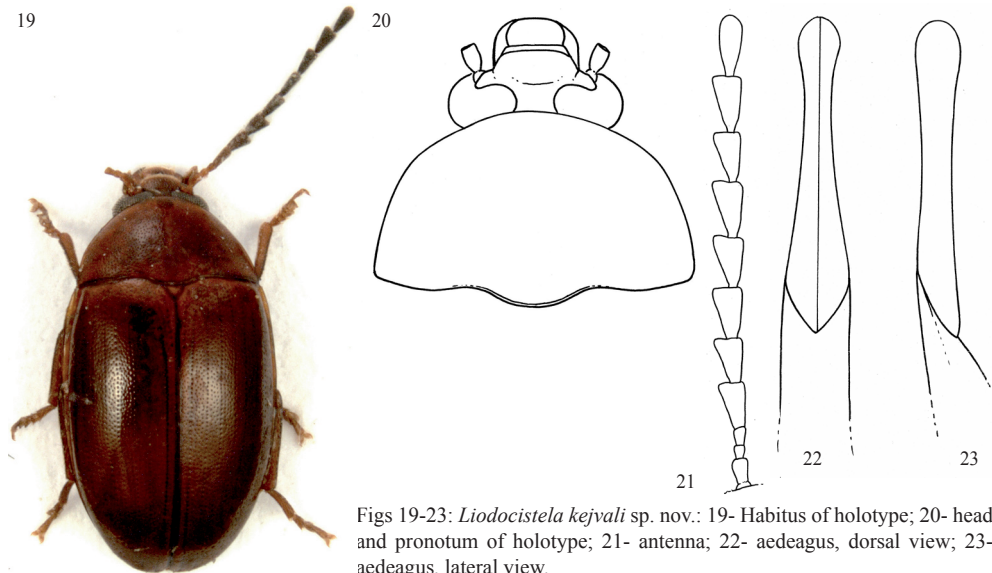 19
20
21
22
23
Figs 19-23: Liodocistela kejvali sp. nov.: 19- Habitus of holotype; 20- head
and pronotum of holotype; 21- antenna; 22- aedeagus, dorsal view; 23-
aedeagus, lateral view.